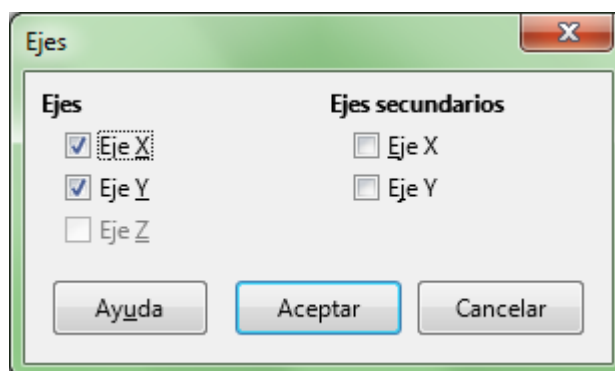 Ejes
Ejes
Ejes secundarios
Eje X
Eje X
Eje Y
Eje Y
Eje Z
Ayuda
Aceptar
Cancelar